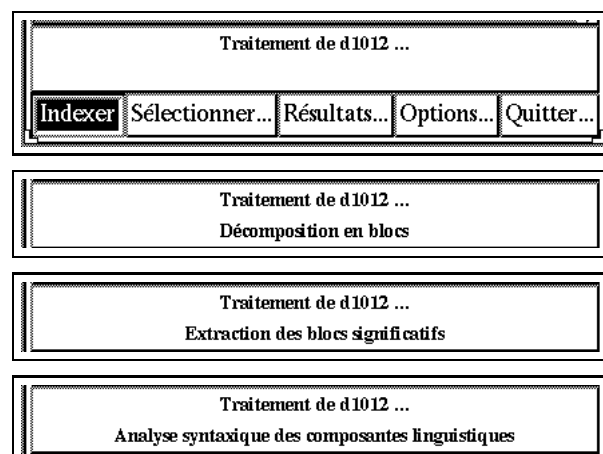 Traitement de d1012 ...
Indexer Sélectionner... Résultats... Options... Quitter...
Traitement de d1012 ...
Décomposition en blocs
Traitement de d1012 ...
Extraction des blocs significatifs
Traitement de d1012 ...
Analyse syntaxique des composantes linguistiques